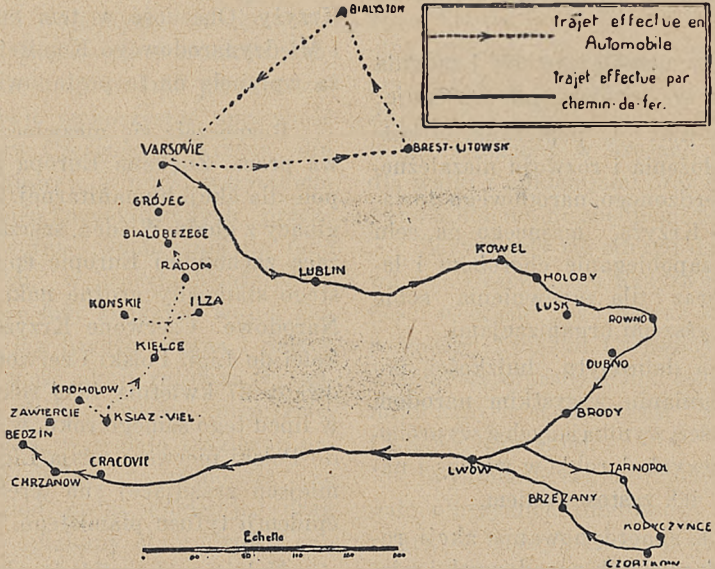 BIALYSTOK
trajet effectue en
Automobile
trajet effectue par
chemin-de-fer.
VARSOVIE
BREST-LITOWSK
GROJEC
BIALOBEZEGE
RADOM
KONSKIE
ILZA
KIELCE
KROMOLOW
ZAWIERCIE
KSIAZ-VIEL
BEDZIN
CHRZANOW
CRACOVIE
LUBLIN
KOWEL
HOLOBY
LUSK
ROWNO
DUBNO
BRODY
LWOW
TARNOPOL
BRZEZANY
KOPYCZYNCE
CZORTKOW
Echelle
50